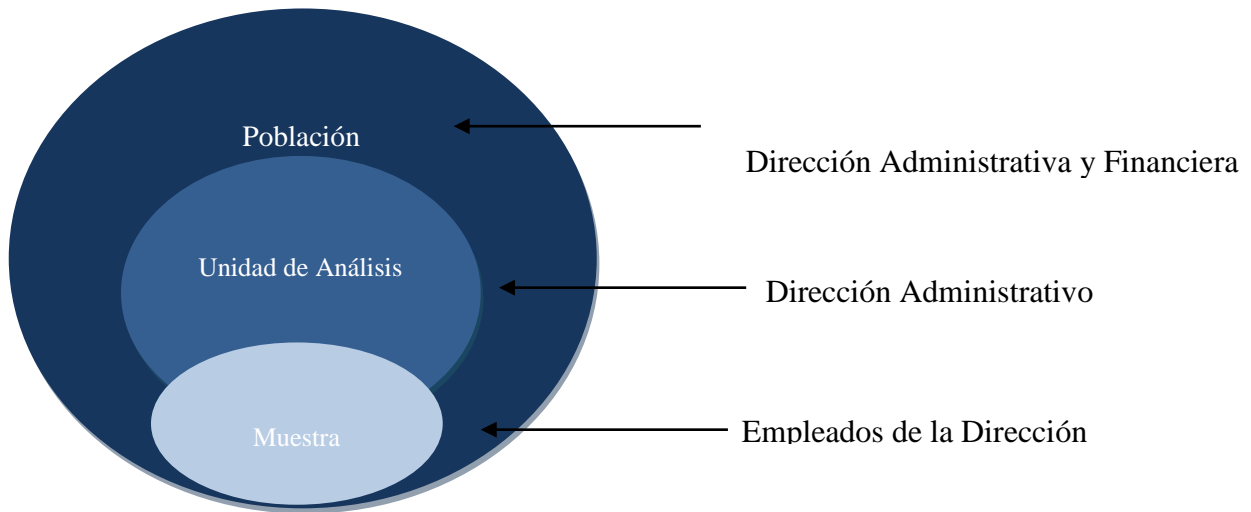 Población
Dirección Administrativa y Financiera
Unidad de Análisis
Dirección Administrativo
Muestra
Empleados de la Dirección